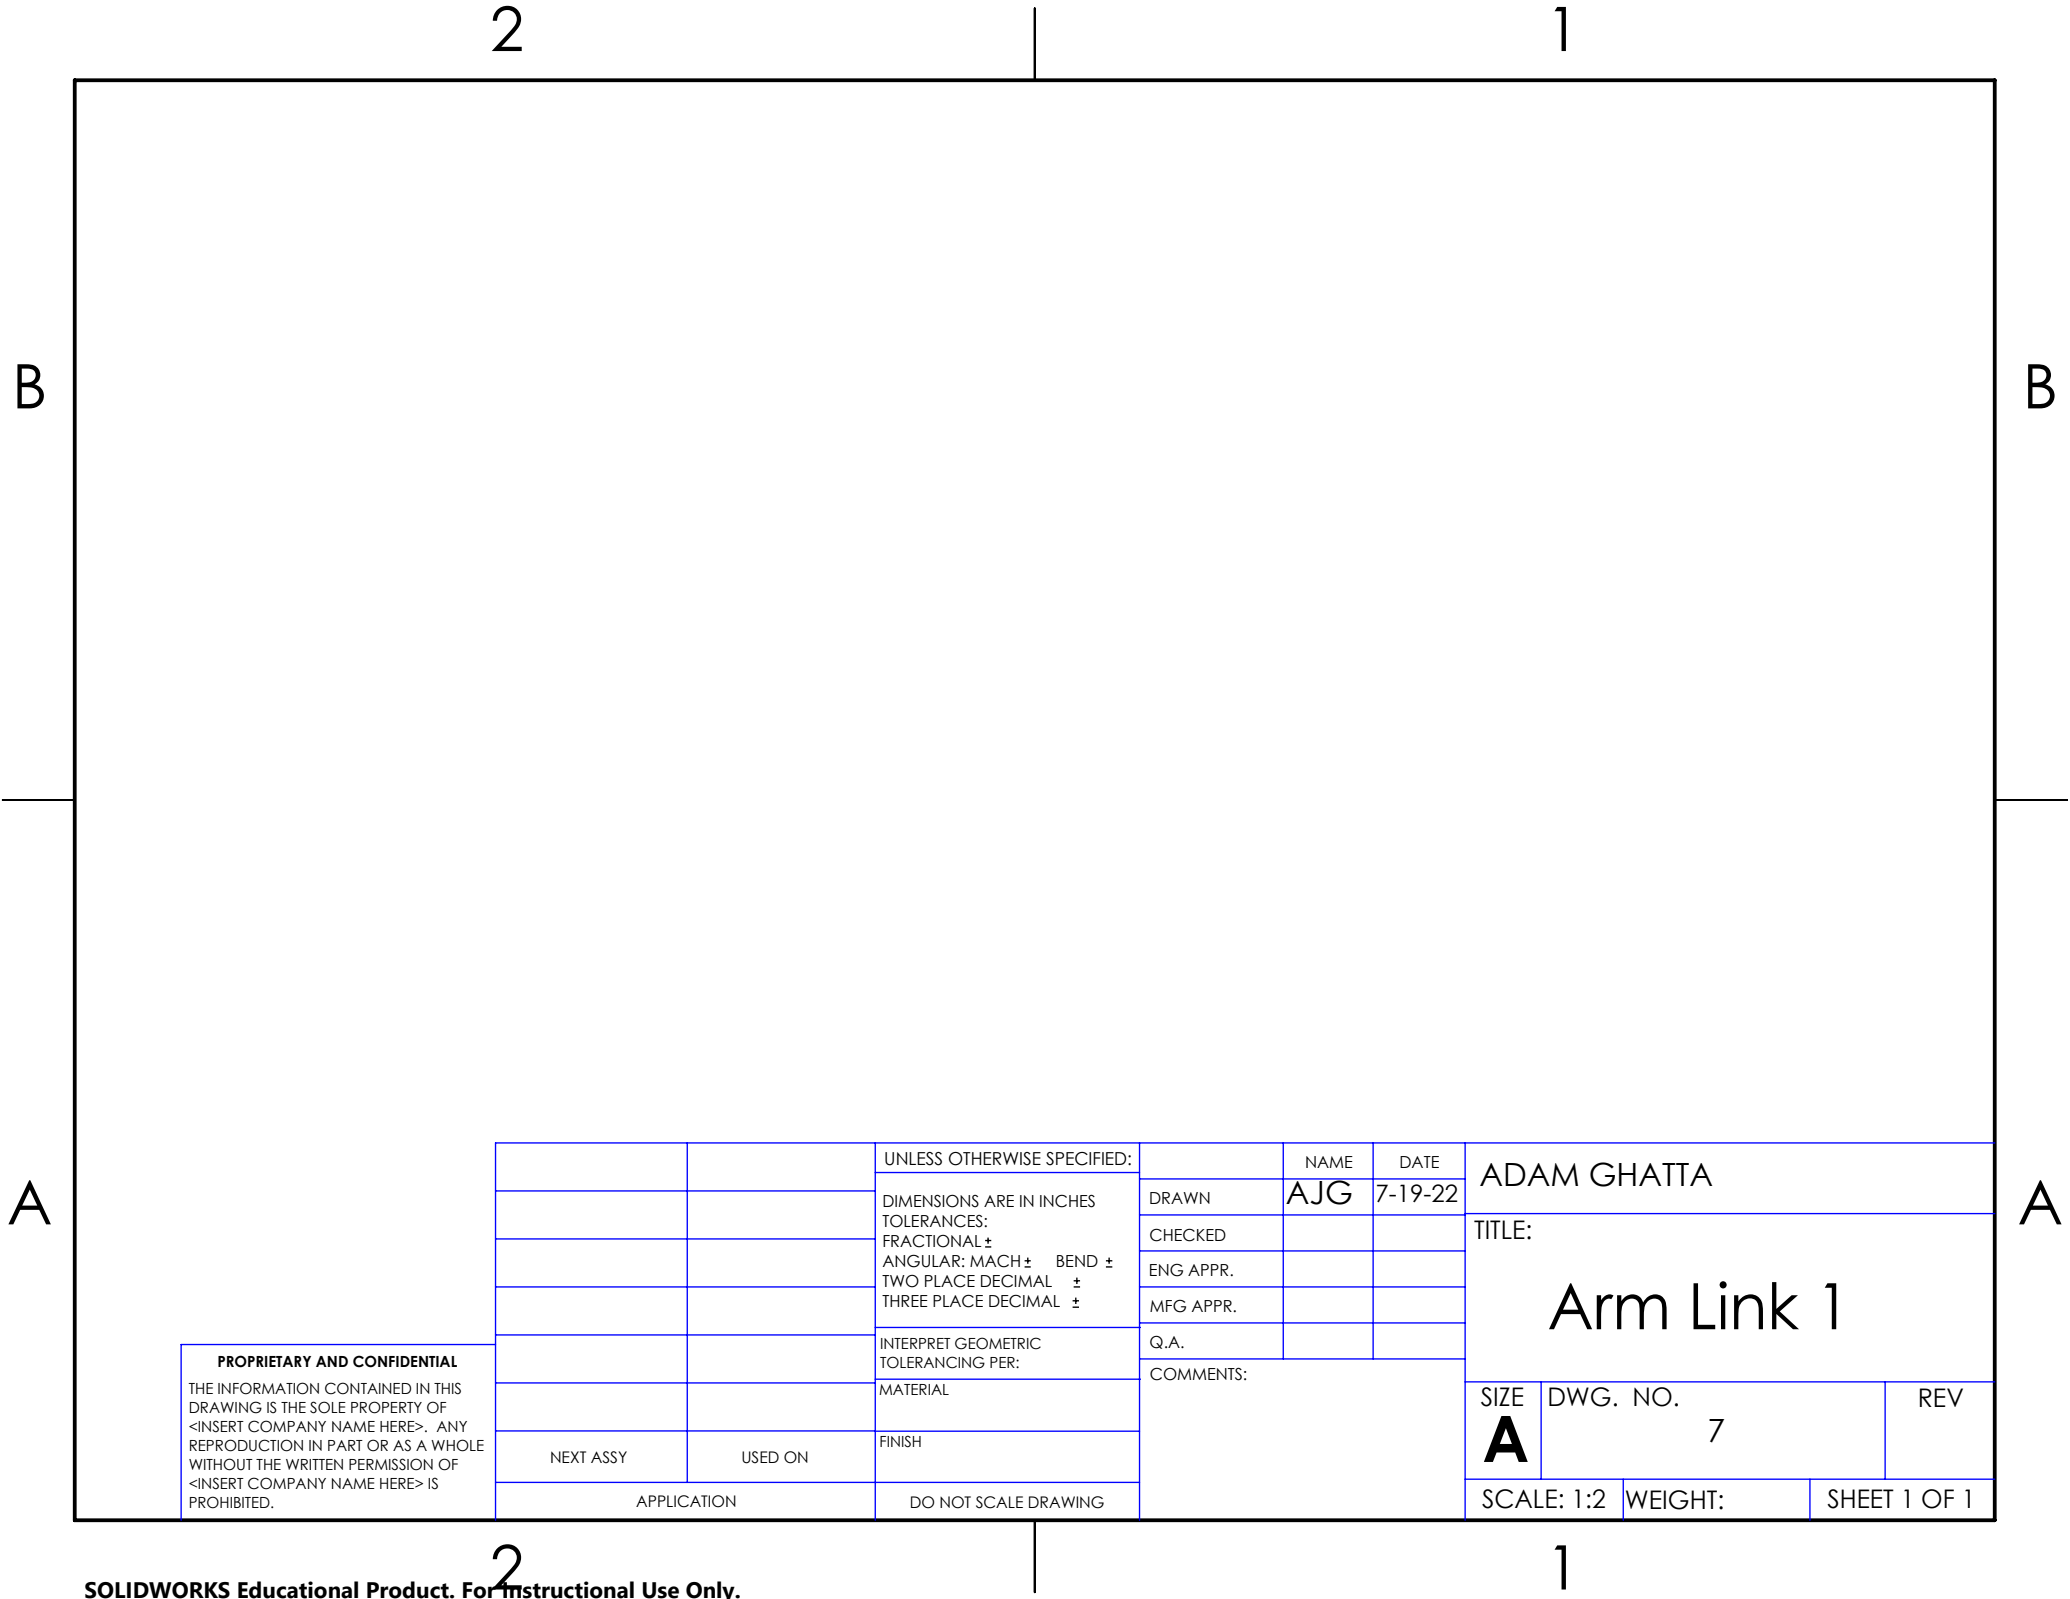 2 1
B B
A A
UNLESS OTHERWISE SPECIFIED:
DIMENSIONS ARE IN INCHES
TOLERANCES:
FRACTIONAL ±
ANGULAR: MACH ± BEND ±
TWO PLACE DECIMAL ±
THREE PLACE DECIMAL ±
INTERPRET GEOMETRIC
TOLERANCING PER:
MATERIAL
FINISH
DO NOT SCALE DRAWING
NAME DATE
DRAWN AJG 7-19-22
CHECKED
ENG APPR.
MFG APPR.
Q.A.
COMMENTS:
ADAM GHATTA
TITLE:
Arm Link 1
SIZE DWG. NO. REV
A 7
SCALE: 1:2 WEIGHT: SHEET 1 OF 1
PROPRIETARY AND CONFIDENTIAL
THE INFORMATION CONTAINED IN THIS
DRAWING IS THE SOLE PROPERTY OF
<INSERT COMPANY NAME HERE>. ANY
REPRODUCTION IN PART OR AS A WHOLE
WITHOUT THE WRITTEN PERMISSION OF
<INSERT COMPANY NAME HERE> IS
PROHIBITED.
NEXT ASSY USED ON
APPLICATION
2 1
SOLIDWORKS Educational Product. For Instructional Use Only.